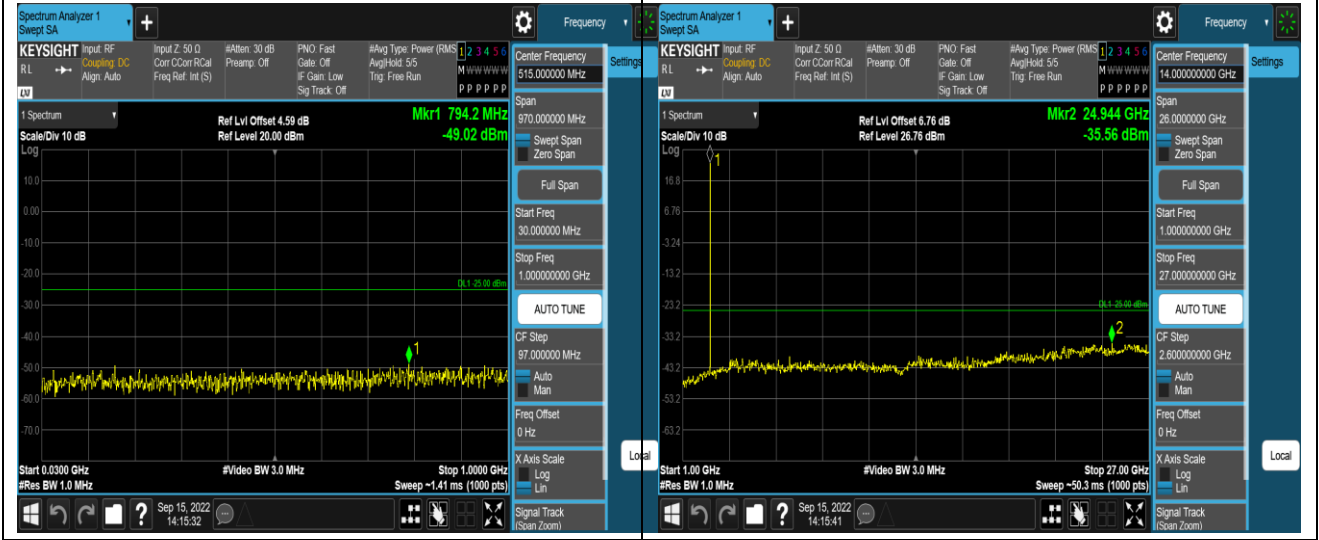 Spectrum Analyzer 1
Swept SA
+
Frequency
KEYSIGHT
RL
LXI
Input: RF
Coupling: DC
Align: Auto
Input Z: 50 Ω
Corr CCorr RCal
Freq Ref: Int (S)
#Atten: 30 dB
Preamp: Off
PNO: Fast
Gate: Off
IF Gain: Low
Sig Track: Off
#Avg Type: Power (RMS
Avg|Hold: 5/5
Trig: Free Run
1 2 3 4 5 6
M W W W W W
P P P P P P
Center Frequency
515.000000 MHz
Settings
1 Spectrum
Scale/Div 10 dB
Log
Ref Lvl Offset 4.59 dB
Ref Level 20.00 dBm
Mkr1 794.2 MHz
-49.02 dBm
10.0
0.00
-10.0
-20.0
-30.0
-40.0
-50.0
-60.0
-70.0
DL1 -25.00 dBm
1
Start 0.0300 GHz
#Res BW 1.0 MHz
#Video BW 3.0 MHz
Stop 1.0000 GHz
Sweep ~1.41 ms (1000 pts)
Span
970.000000 MHz
Swept Span
Zero Span
Full Span
Start Freq
30.000000 MHz
Stop Freq
1.000000000 GHz
AUTO TUNE
CF Step
97.000000 MHz
Auto
Man
Freq Offset
0 Hz
X Axis Scale
Log
Lin
Signal Track
(Span Zoom)
Local
?
Sep 15, 2022
14:15:32
Spectrum Analyzer 1
Swept SA
+
Frequency
KEYSIGHT
RL
LXI
Input: RF
Coupling: DC
Align: Auto
Input Z: 50 Ω
Corr CCorr RCal
Freq Ref: Int (S)
#Atten: 30 dB
Preamp: Off
PNO: Fast
Gate: Off
IF Gain: Low
Sig Track: Off
#Avg Type: Power (RMS
Avg|Hold: 5/5
Trig: Free Run
1 2 3 4 5 6
M W W W W W
P P P P P P
Center Frequency
14.000000000 GHz
Settings
1 Spectrum
Scale/Div 10 dB
Log
Ref Lvl Offset 6.76 dB
Ref Level 26.76 dBm
Mkr2 24.944 GHz
-35.56 dBm
1
16.8
6.76
-3.24
-13.2
-23.2
-33.2
-43.2
-53.2
-63.2
DL1 -25.00 dBm
2
Start 1.00 GHz
#Res BW 1.0 MHz
#Video BW 3.0 MHz
Stop 27.00 GHz
Sweep ~50.3 ms (1000 pts)
Span
26.0000000 GHz
Swept Span
Zero Span
Full Span
Start Freq
1.000000000 GHz
Stop Freq
27.000000000 GHz
AUTO TUNE
CF Step
2.600000000 GHz
Auto
Man
Freq Offset
0 Hz
X Axis Scale
Log
Lin
Signal Track
(Span Zoom)
Local
?
Sep 15, 2022
14:15:41